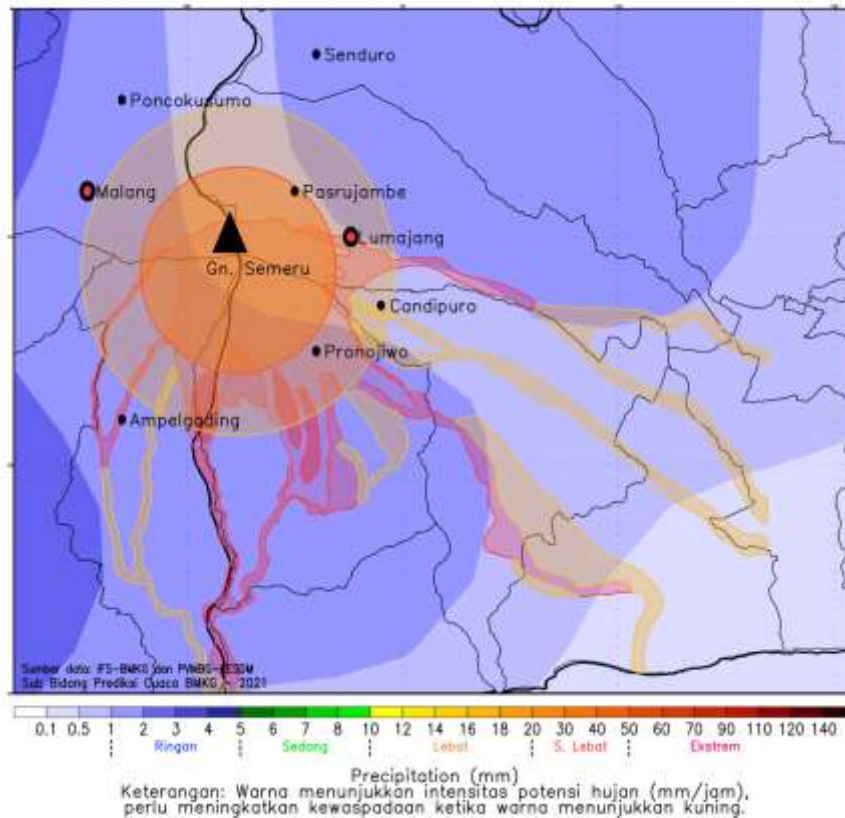 Senduro
Poncokusumo
Malang
Pasrujambe
Lumajang
Gn. Semeru
Candipuro
Pronojiwo
Ampelgading
Sumber data: IFS-BMKG dan PVMBG-KESDM
Sub Bidang Prediksi Cuaca BMKG - 2021
0.1 0.5 1 2 3 4 5 6 7 8 10 12 14 16 18 20 30 40 50 60 70 90 110 120 140
Ringan Sedang Lebat S. Lebat Ekstrem
Precipitation (mm)
Keterangan: Warna menunjukkan intensitas potensi hujan (mm/jam),
perlu meningkatkan kewaspadaan ketika warna menunjukkan kuning.